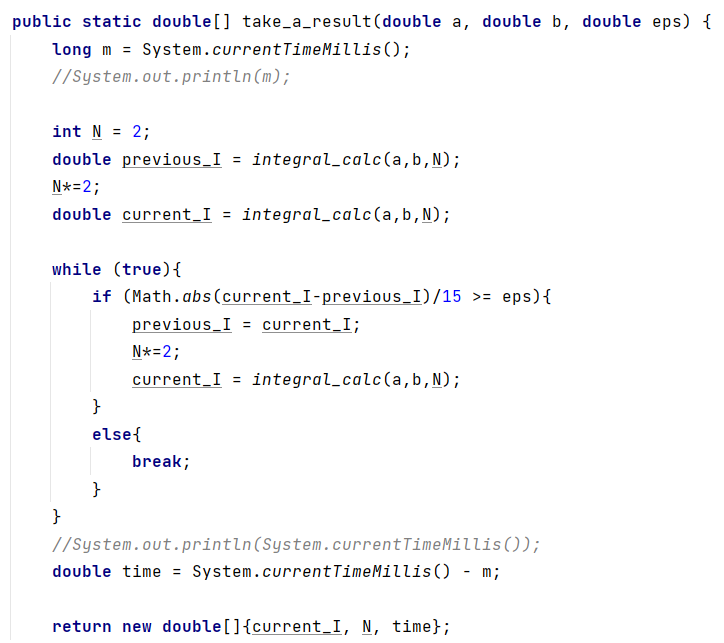 public static double[] take_a_result(double a, double b, double eps) {
    long m = System.currentTimeMillis();
    //System.out.println(m);

    int N = 2;
    double previous_I = integral_calc(a,b,N);
    N*=2;
    double current_I = integral_calc(a,b,N);

    while (true){
        if (Math.abs(current_I-previous_I)/15 >= eps){
            previous_I = current_I;
            N*=2;
            current_I = integral_calc(a,b,N);
        }
        else{
            break;
        }
    }
    //System.out.println(System.currentTimeMillis());
    double time = System.currentTimeMillis() - m;

    return new double[]{current_I, N, time};